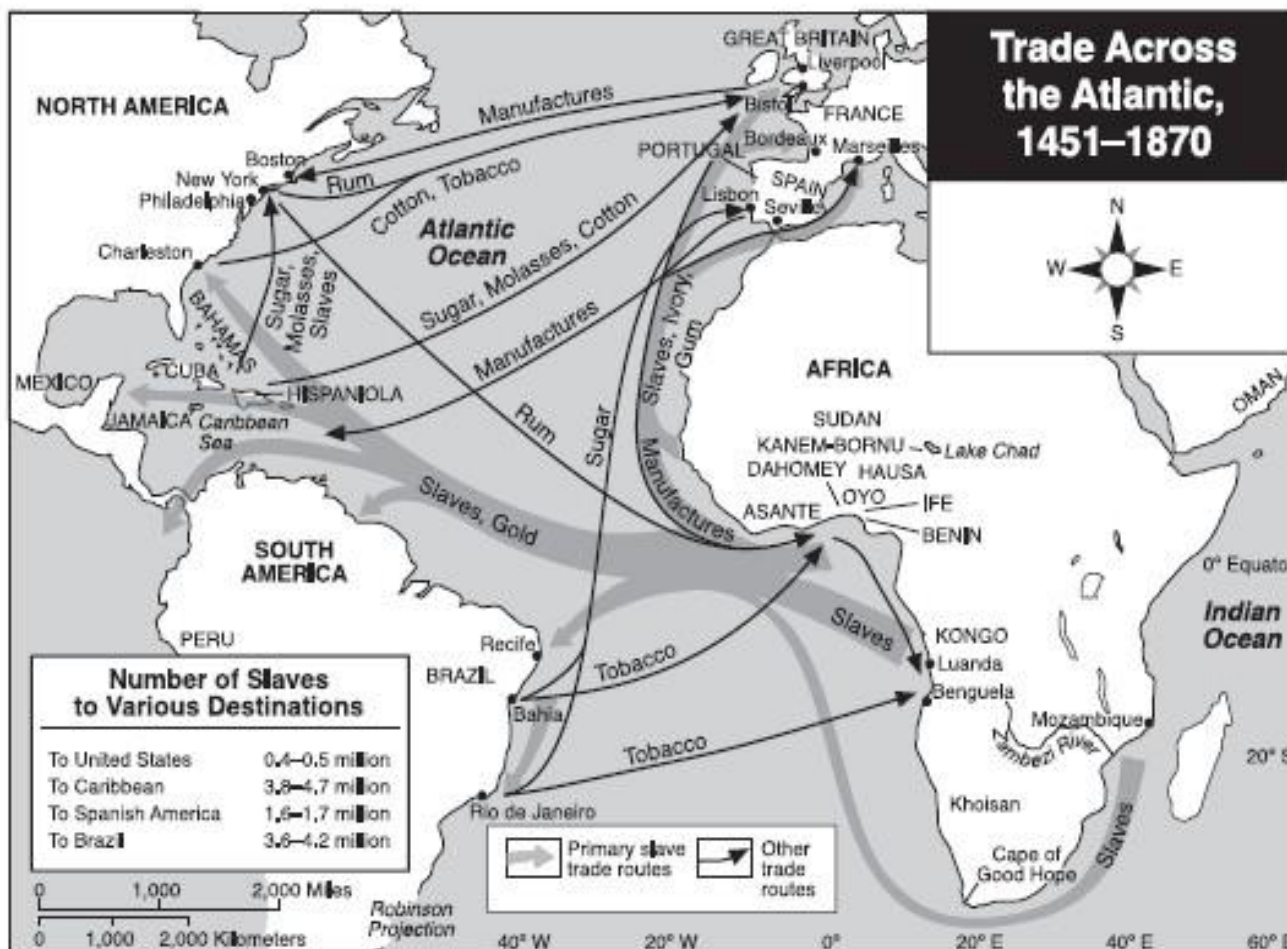 Trade Across
the Atlantic,
1451–1870
N
W
E
S
GREAT BRITAIN
Liverpool
NORTH AMERICA
Manufactures
Bistol
FRANCE
Bordeaux
Marseilles
PORTUGAL
Boston
New York
Rum
Philadelphia
Cotton, Tobacco
SPAIN
Lisbon
Seville
Atlantic
Ocean
Charleston
Sugar,
Molasses,
Slaves
Sugar, Molasses, Cotton
BAHAMAS
Manufactures
Slaves, Ivory,
Gum
MEXICO
CUBA
HISPANIOLA
JAMAICA
Caribbean
Sea
AFRICA
OMAN
Rum
Sugar
SUDAN
KANEM-BORNU
Lake Chad
DAHOMEY
HAUSA
OYO
IFE
ASANTE
BENIN
Manufactures
Slaves, Gold
SOUTH
AMERICA
0° Equato
Indian
Ocean
PERU
Recife
BRAZIL
Tobacco
Slaves
KONGO
Luanda
Benguela
Bahia
Mozambique
Zambezi River
Tobacco
20° S
Number of Slaves
to Various Destinations
To United States 0.4–0.5 million
To Caribbean 3.8–4.7 million
To Spanish America 1.6–1.7 million
To Brazil 3.6–4.2 million
Rio de Janeiro
Khoisan
Slaves
Cape of
Good Hope
Primary slave
trade routes
Other
trade
routes
0 1,000 2,000 Miles
0 1,000 2,000 Kilometers
Robinson
Projection
40° W 20° W 0° 20° E 40° E 60°